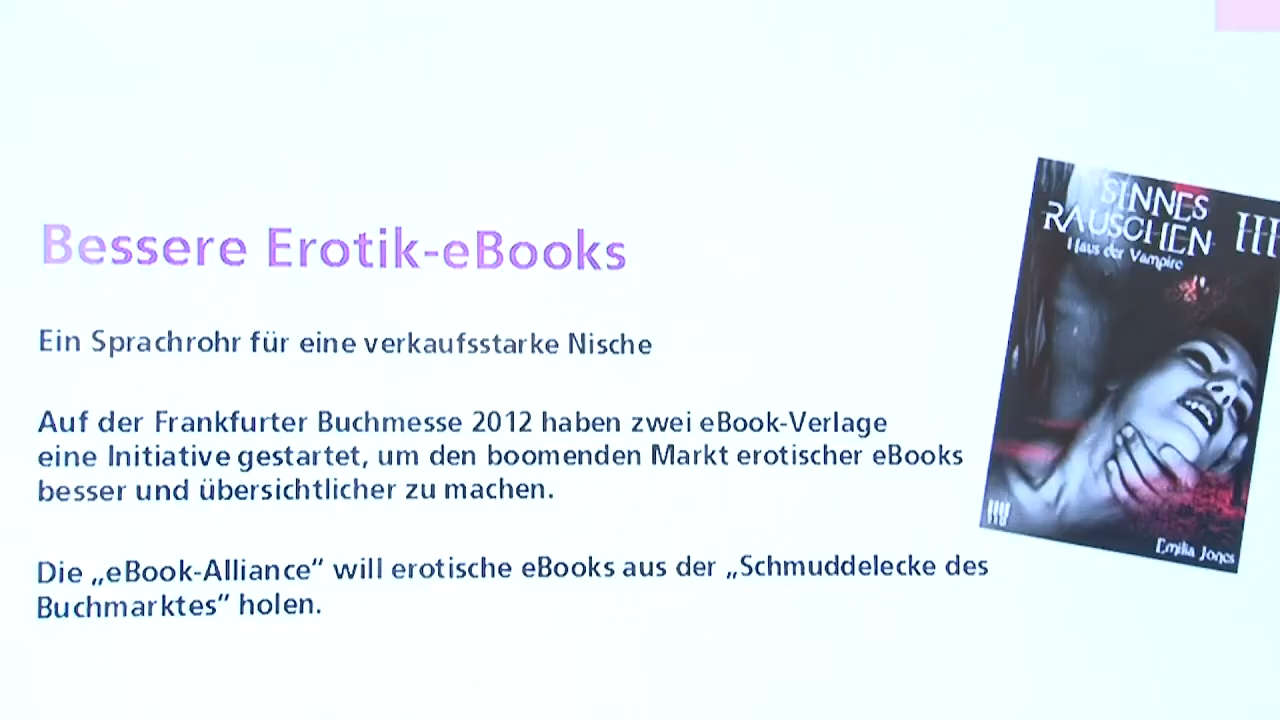 Bessere Erotik-eBooks
Ein Sprachrohr für eine verkaufsstarke Nische
Auf der Frankfurter Buchmesse 2012 haben zwei eBook-Verlage
eine Initiative gestartet, um den boomenden Markt erotischer eBooks
besser und übersichtlicher zu machen.
Die „eBook-Alliance“ will erotische eBooks aus der „Schmuddelecke des
Buchmarktes“ holen.
SINNES
RAUSCHEN III
Haus der Vampire
Emilia Jones